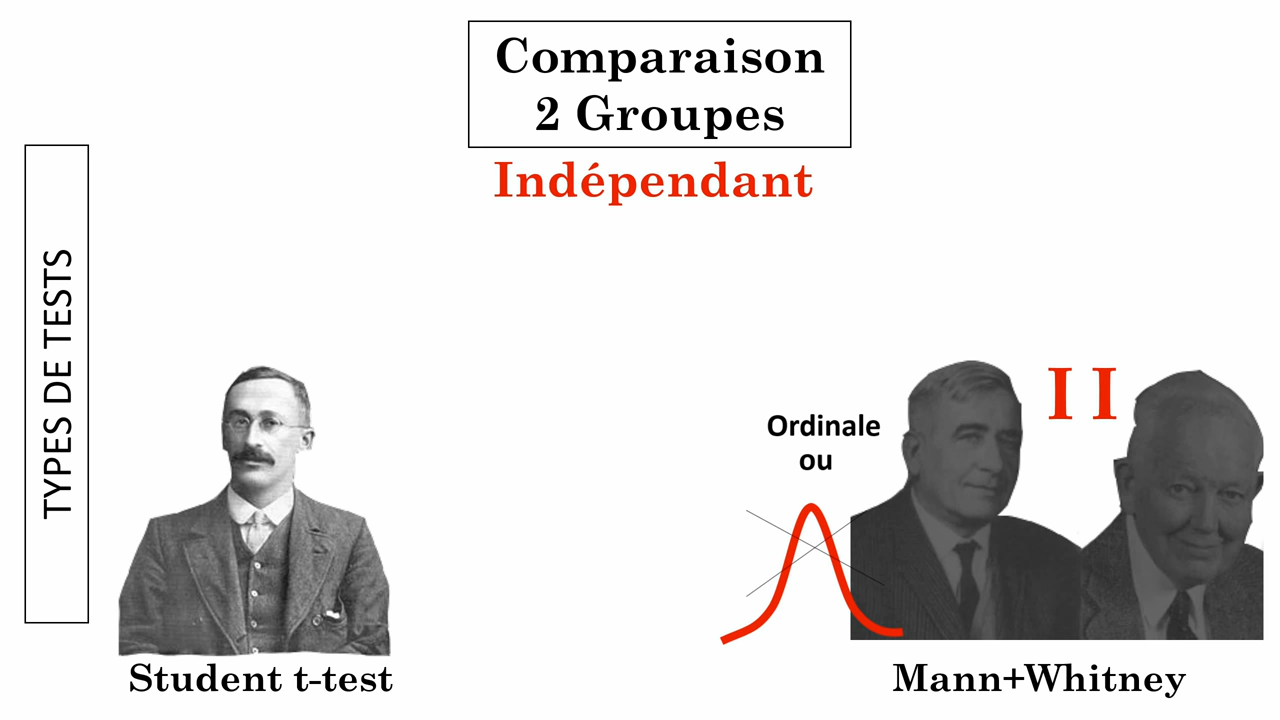 Comparaison
2 Groupes
Indépendant
TYPES DE TESTS
I I
Ordinale
ou
Student t-test
Mann+Whitney